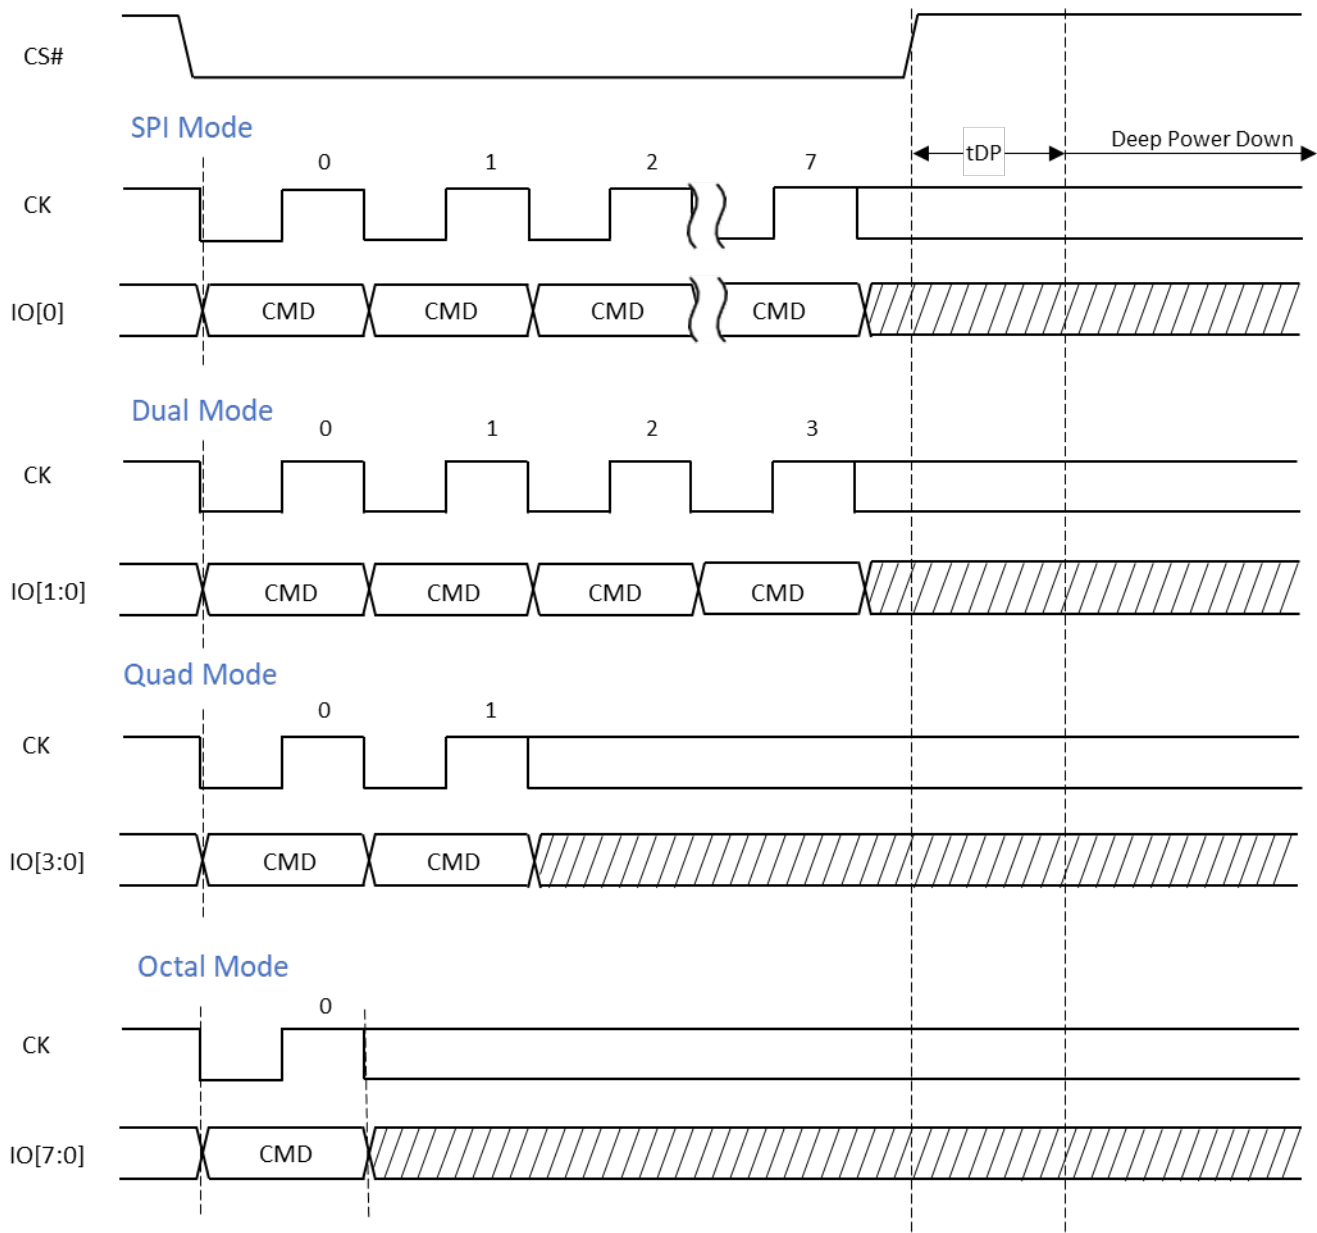 CS#
SPI Mode
tDP
Deep Power Down
0 1 2 7
CK
IO[0] CMD CMD CMD CMD
Dual Mode
0 1 2 3
CK
IO[1:0] CMD CMD CMD CMD
Quad Mode
0 1
CK
IO[3:0] CMD CMD
Octal Mode
0
CK
IO[7:0] CMD